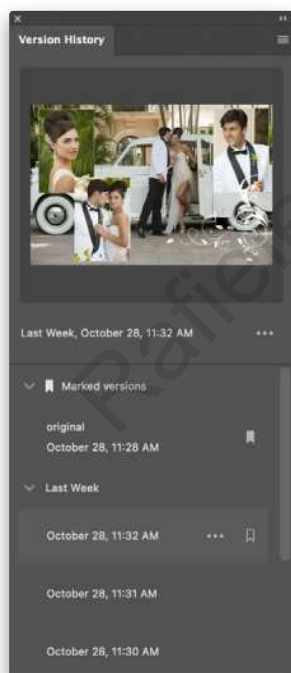 Version History
Last Week, October 28, 11:32 AM
Marked versions
original
October 28, 11:28 AM
Last Week
October 28, 11:32 AM
October 28, 11:31 AM
October 28, 11:30 AM